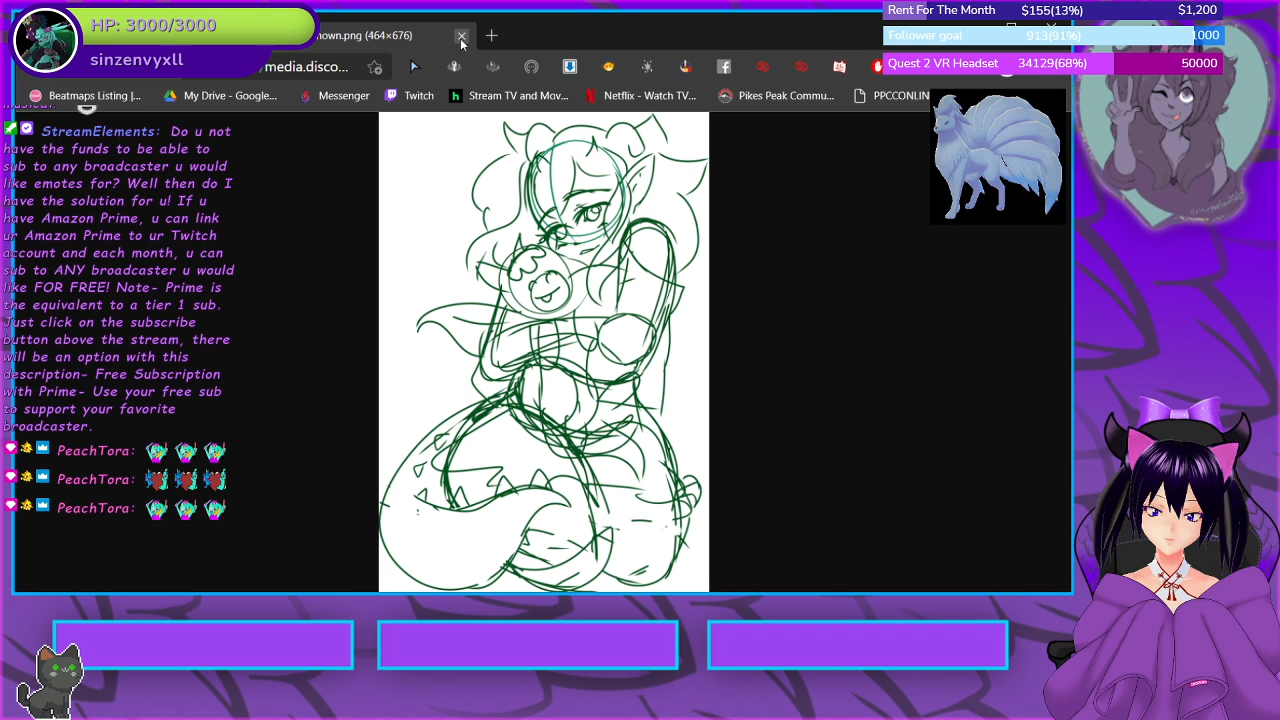 HP: 3000/3000
sinzenvyxll
nown.png (464×676)
Rent For The Month $155(13%) $1,200
Follower goal 913(91%) 1000
Quest 2 VR Headset 34129(68%) 50000
/media.disco...
Beatmaps Listing |... My Drive - Google... Messenger Twitch Stream TV and Mov... Netflix - Watch TV... Pikes Peak Commu... PPCCONLIN
musical.
StreamElements: Do u not
have the funds to be able to
sub to any broadcaster u would
like emotes for? Well then do I
have the solution for u! If u
have Amazon Prime, u can link
ur Amazon Prime to ur Twitch
account and each month, u can
sub to ANY broadcaster u would
like FOR FREE! Note- Prime is
the equivalent to a tier 1 sub.
Just click on the subscribe
button above the stream, there
will be an option with this
description- Free Subscription
with Prime- Use your free sub
to support your favorite
broadcaster.
PeachTora:
PeachTora:
PeachTora: